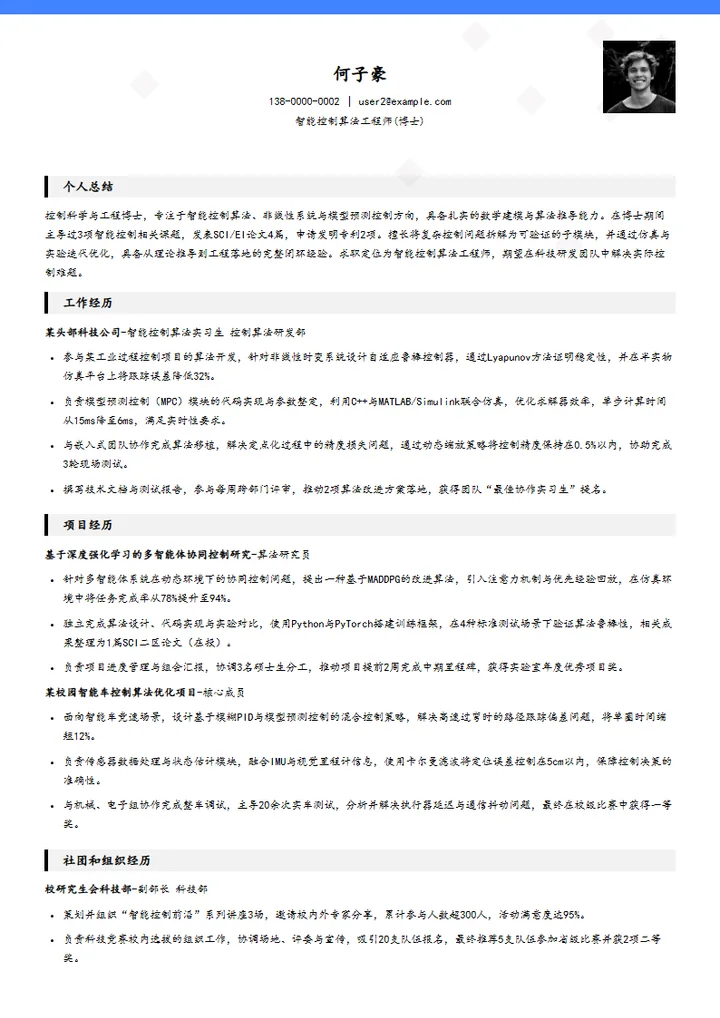 何子豪
138-0000-0002 | user2@example.com
智能控制算法工程师(博士)
个人总结
控制科学与工程博士，专注于智能控制算法、非线性系统与模型预测控制方向，具备扎实的数学建模与算法推导能力。在博士期间
主导过3项智能控制相关课题，发表SCI/EI论文4篇，申请发明专利2项。擅长将复杂控制问题拆解为可验证的子模块，并通过仿真与
实验迭代优化，具备从理论推导到工程落地的完整闭环经验。求职定位为智能控制算法工程师，期望在科技研发团队中解决实际控
制难题。
工作经历
某头部科技公司-智能控制算法实习生 控制算法研发部
• 参与某工业过程控制项目的算法开发，针对非线性时变系统设计自适应鲁棒控制器，通过Lyapunov方法证明稳定性，并在半实物
仿真平台上将跟踪误差降低32%。
• 负责模型预测控制（MPC）模块的代码实现与参数整定，利用C++与MATLAB/Simulink联合仿真，优化求解器效率，单步计算时间
从15ms降至6ms，满足实时性要求。
• 与嵌入式团队协作完成算法移植，解决定点化过程中的精度损失问题，通过动态缩放策略将控制精度保持在0.5%以内，协助完成
3轮现场测试。
• 撰写技术文档与测试报告，参与每周跨部门评审，推动2项算法改进方案落地，获得团队“最佳协作实习生”提名。
项目经历
基于深度强化学习的多智能体协同控制研究-算法研究员
• 针对多智能体系统在动态环境下的协同控制问题，提出一种基于MADDPG的改进算法，引入注意力机制与优先经验回放，在仿真环
境中将任务完成率从78%提升至94%。
• 独立完成算法设计、代码实现与实验对比，使用Python与PyTorch搭建训练框架，在4种标准测试场景下验证算法鲁棒性，相关成
果整理为1篇SCI二区论文（在投）。
• 负责项目进度管理与组会汇报，协调3名硕士生分工，推动项目提前2周完成中期里程碑，获得实验室年度优秀项目奖。
某校园智能车控制算法优化项目-核心成员
• 面向智能车竞速场景，设计基于模糊PID与模型预测控制的混合控制策略，解决高速过弯时的路径跟踪偏差问题，将单圈时间缩
短12%。
• 负责传感器数据处理与状态估计模块，融合IMU与视觉里程计信息，使用卡尔曼滤波将定位误差控制在5cm以内，保障控制决策的
准确性。
• 与机械、电子组协作完成整车调试，主导20余次实车测试，分析并解决执行器延迟与通信抖动问题，最终在校级比赛中获得一等
奖。
社团和组织经历
校研究生会科技部-副部长 科技部
• 策划并组织“智能控制前沿”系列讲座3场，邀请校内外专家分享，累计参与人数超300人，活动满意度达95%。
• 负责科技竞赛校内选拔的组织工作，协调场地、评委与宣传，吸引20支队伍报名，最终推荐5支队伍参加省级比赛并获2项二等
奖。